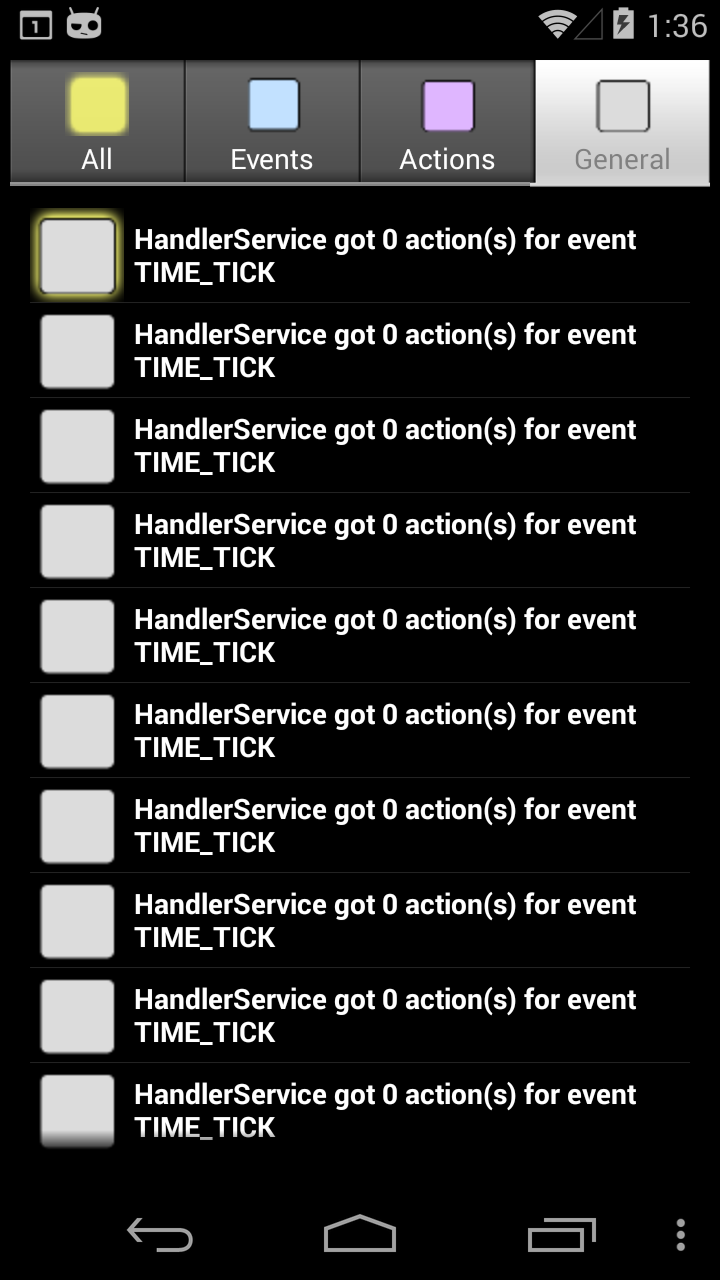 1
1:36
All
Events
Actions
General
HandlerService got 0 action(s) for event
TIME_TICK
HandlerService got 0 action(s) for event
TIME_TICK
HandlerService got 0 action(s) for event
TIME_TICK
HandlerService got 0 action(s) for event
TIME_TICK
HandlerService got 0 action(s) for event
TIME_TICK
HandlerService got 0 action(s) for event
TIME_TICK
HandlerService got 0 action(s) for event
TIME_TICK
HandlerService got 0 action(s) for event
TIME_TICK
HandlerService got 0 action(s) for event
TIME_TICK
HandlerService got 0 action(s) for event
TIME_TICK